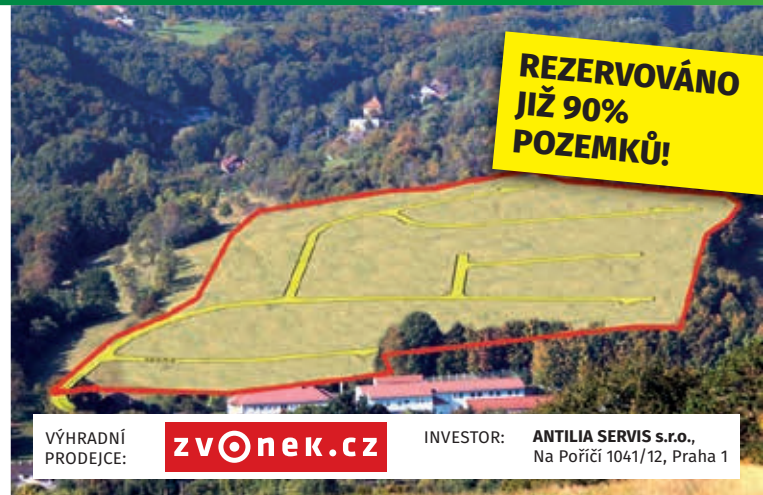 REZERVOVÁNO
JIŽ 90%
POZEMKŮ!
VÝHRADNÍ
PRODEJCE:
zvonek.cz
INVESTOR:
ANTILIA SERVIS s.r.o.,
Na Poříčí 1041/12, Praha 1